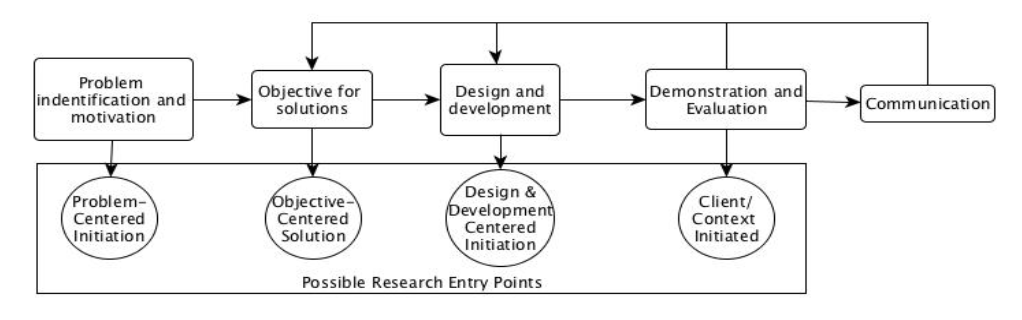 Problem
indentification and
motivation
Objective for
solutions
Design and
development
Demonstration and
Evaluation
Communication
Problem-
Centered
Initiation
Objective-
Centered
Solution
Design &
Development
Centered
Initiation
Client/
Context
Initiated
Possible Research Entry Points